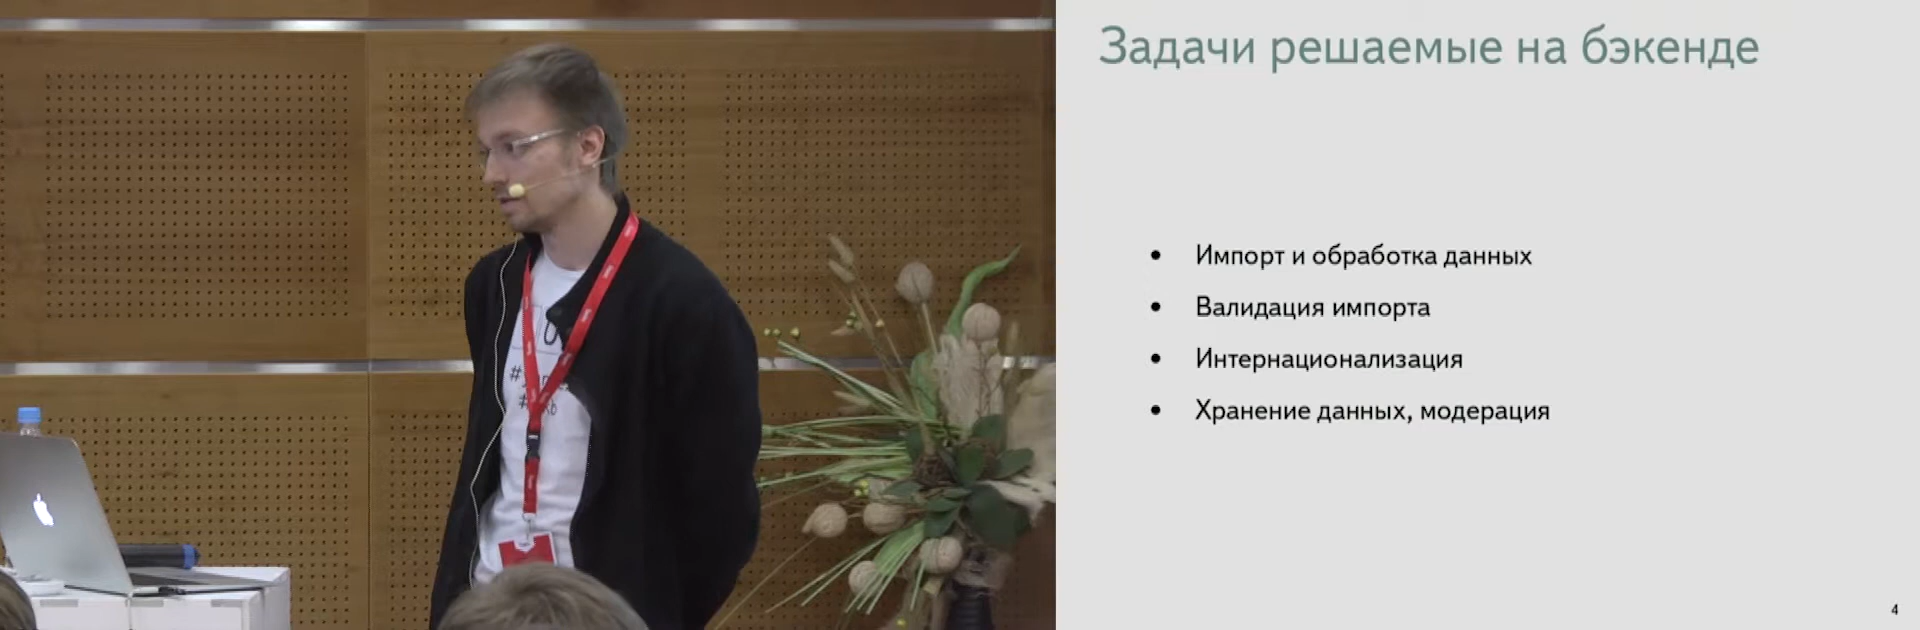 Задачи решаемые на бэкенде
• Импорт и обработка данных
• Валидация импорта
• Интернационализация
• Хранение данных, модерация
4